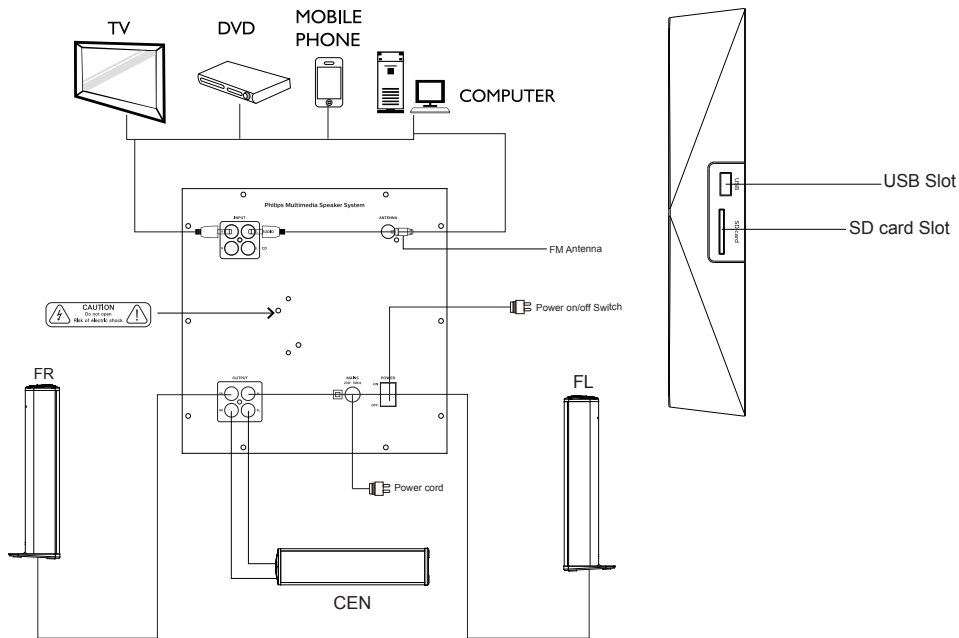 TV
DVD
MOBILE
PHONE
COMPUTER
Philips Multimedia Speaker System
INPUT
AUDIO
CD
ANTENNA
FM Antenna
CAUTION
Do not open
Risk of electric shock
Power on/off Switch
OUTPUT
MAINS
POWER
ON
OFF
Power cord
FR
FL
CEN
USB
SD card
USB Slot
SD card Slot